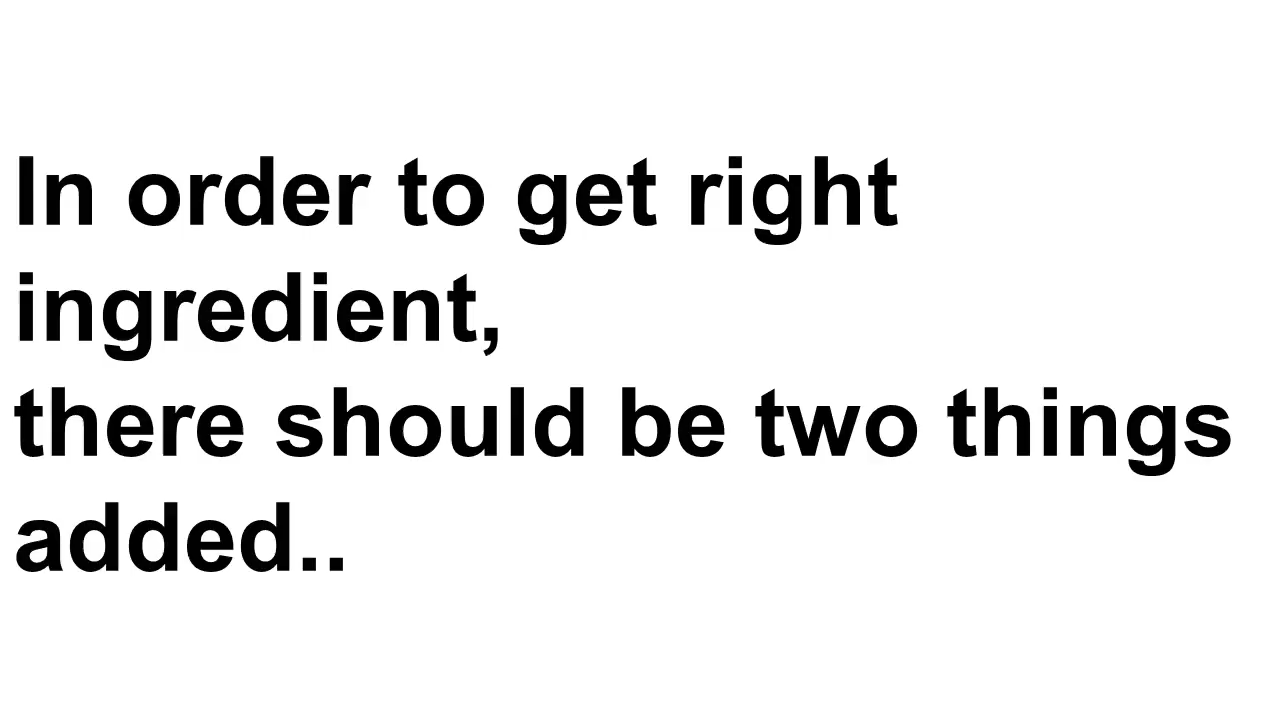 In order to get right
ingredient,
there should be two things
added..